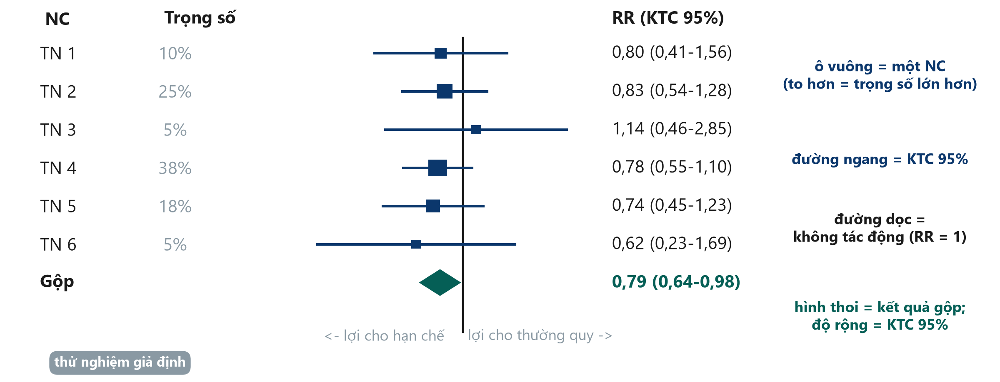 NC Trọng số RR (KTC 95%)
TN 1 10% 0,80 (0,41-1,56)
ô vuông = một NC
(to hơn = trọng số lớn hơn)
TN 2 25% 0,83 (0,54-1,28)
TN 3 5% 1,14 (0,46-2,85)
đường ngang = KTC 95%
TN 4 38% 0,78 (0,55-1,10)
TN 5 18% 0,74 (0,45-1,23)
đường dọc =
không tác động (RR = 1)
TN 6 5% 0,62 (0,23-1,69)
Gộp 0,79 (0,64-0,98)
hình thoi = kết quả gộp;
độ rộng = KTC 95%
<- lợi cho hạn chế lợi cho thường quy ->
thử nghiệm giả định